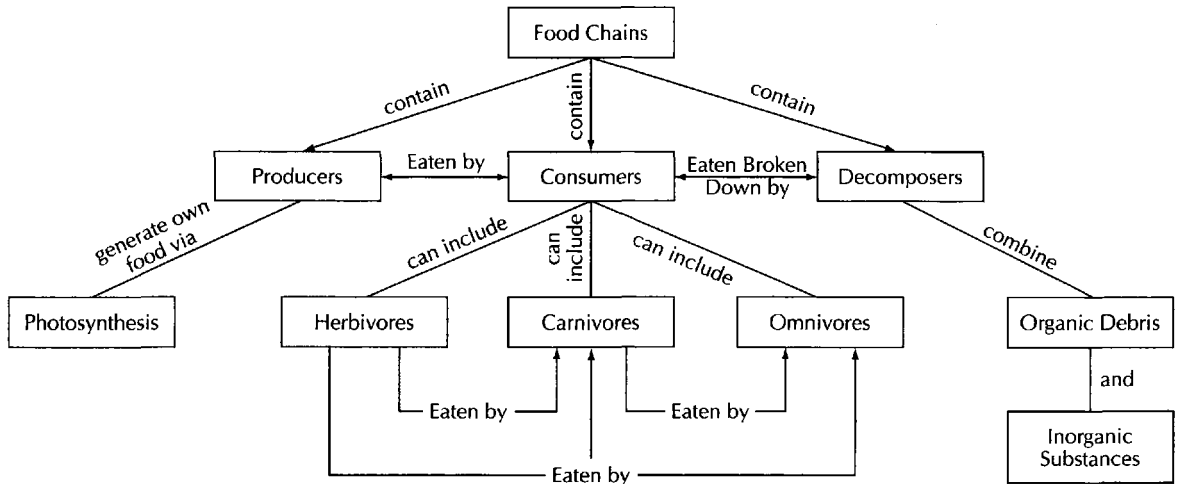 Food Chains
contain
contain
contain
Producers
Eaten by
Consumers
Eaten Broken
Down by
Decomposers
generate own
food via
can include
can
include
can include
combine
Photosynthesis
Herbivores
Carnivores
Omnivores
Organic Debris
and
Eaten by
Eaten by
Inorganic
Substances
Eaten by